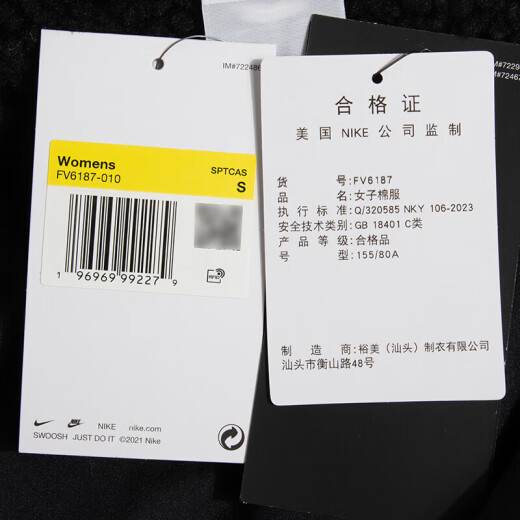 IM#722486
Womens
FV6187-010
SPTCAS
S
RFID
1 96969 99227 9
NIKE nike.com
SWOOSH JUST DO IT ©2021 Nike
合格证
美国 NIKE 公司监制
货号:FV6187
品名:女子棉服
执行标准:Q/320585 NKY 106-2023
安全技术类别:GB 18401 C类
产品等级:合格品
号型:155/80A
制造商:裕美（汕头）制衣有限公司
汕头市衡山路48号